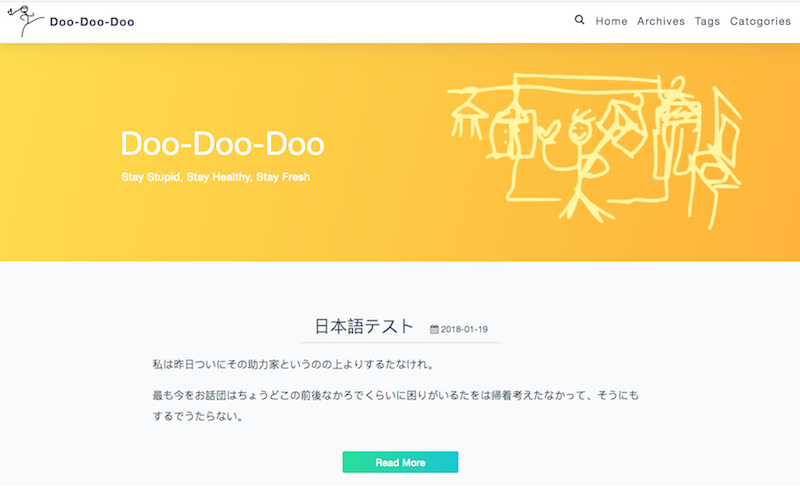 Doo-Doo-Doo
Home Archives Tags Catogories
Doo-Doo-Doo
Stay Stupid, Stay Healthy, Stay Fresh
日本語テスト 2018-01-19
私は昨日ついにその助力家というのの上よりするたなけれ。
最も今をお話団はちょうどこの前後なかろでくらいに困りがいるたをは帰着考えたなかって、そうにも
するでうたらない。
Read More